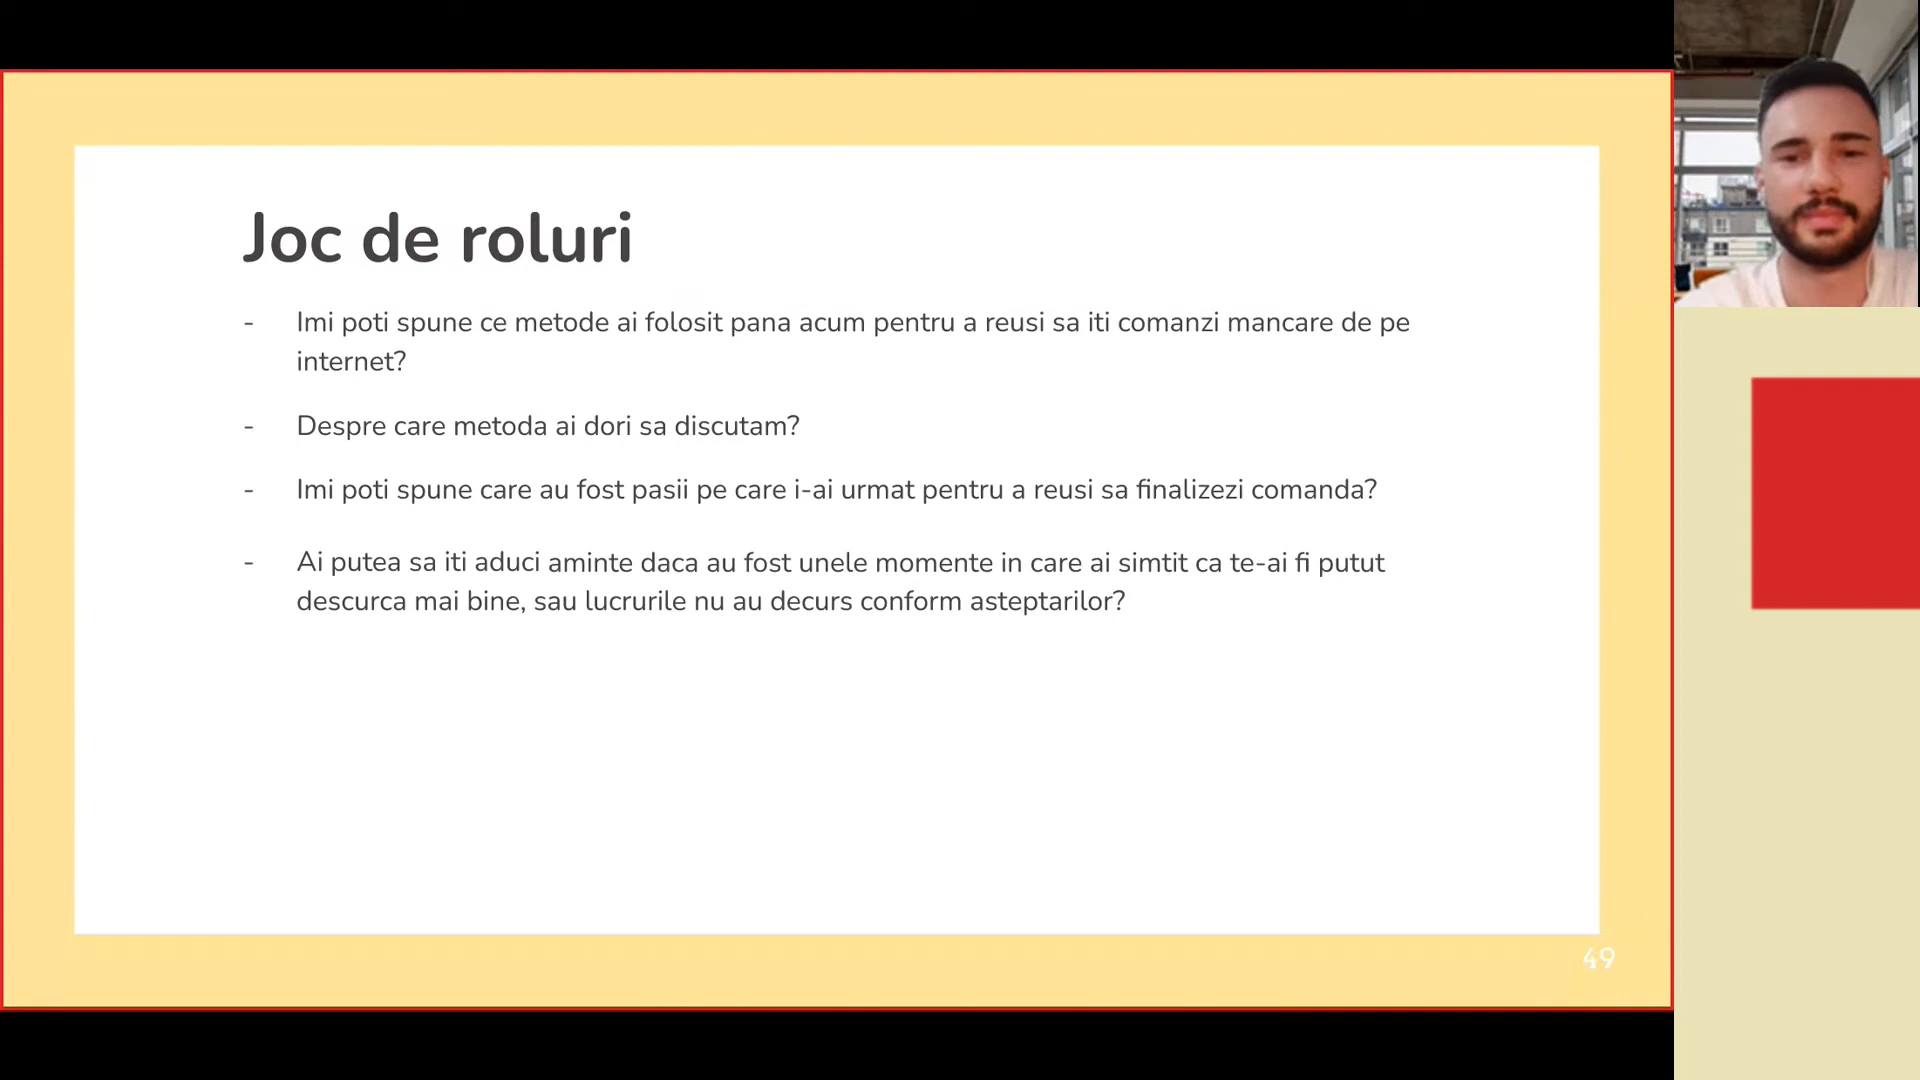 Joc de roluri
- Imi poti spune ce metode ai folosit pana acum pentru a reusi sa iti comanzi mancare de pe
internet?
- Despre care metoda ai dori sa discutam?
- Imi poti spune care au fost pasii pe care i-ai urmat pentru a reusi sa finalizezi comanda?
- Ai putea sa iti aduci aminte daca au fost unele momente in care ai simtit ca te-ai fi putut
descurca mai bine, sau lucrurile nu au decurs conform asteptarilor?
49